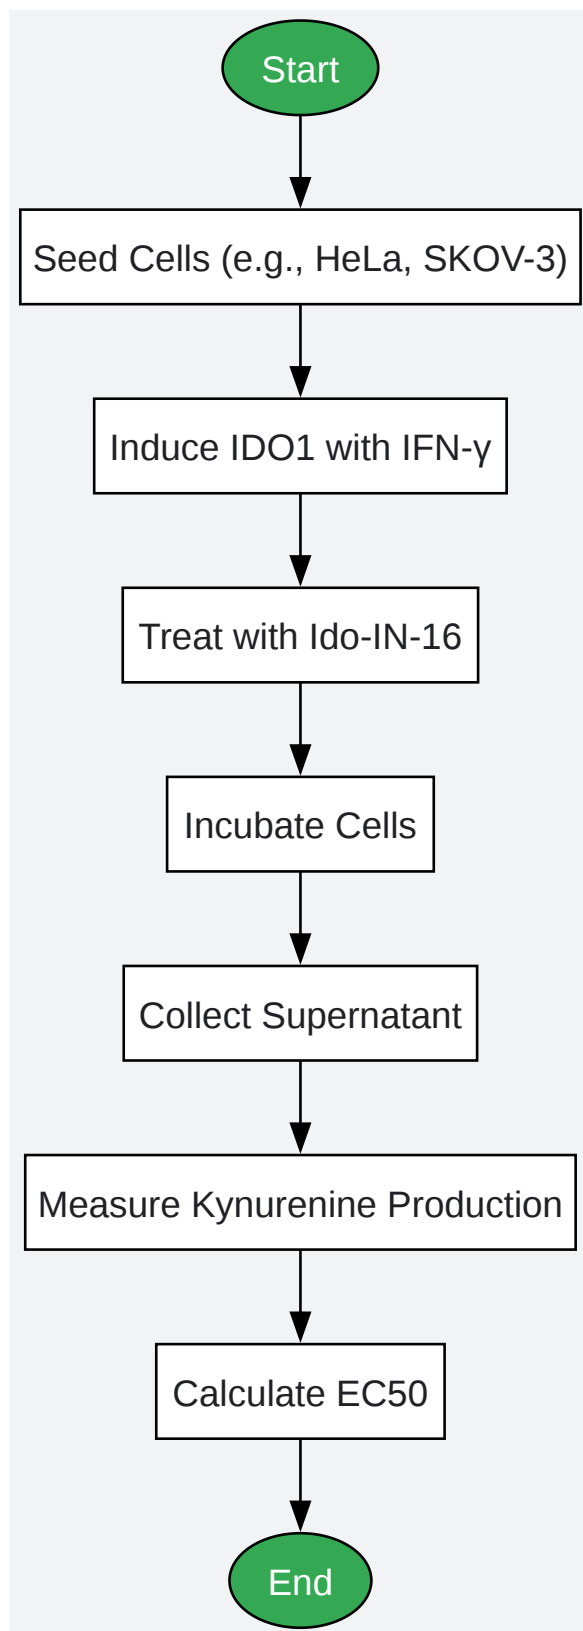 Start
Seed Cells (e.g., HeLa, SKOV-3)
Induce IDO1 with IFN-γ
Treat with Ido-IN-16
Incubate Cells
Collect Supernatant
Measure Kynurenine Production
Calculate EC50
End